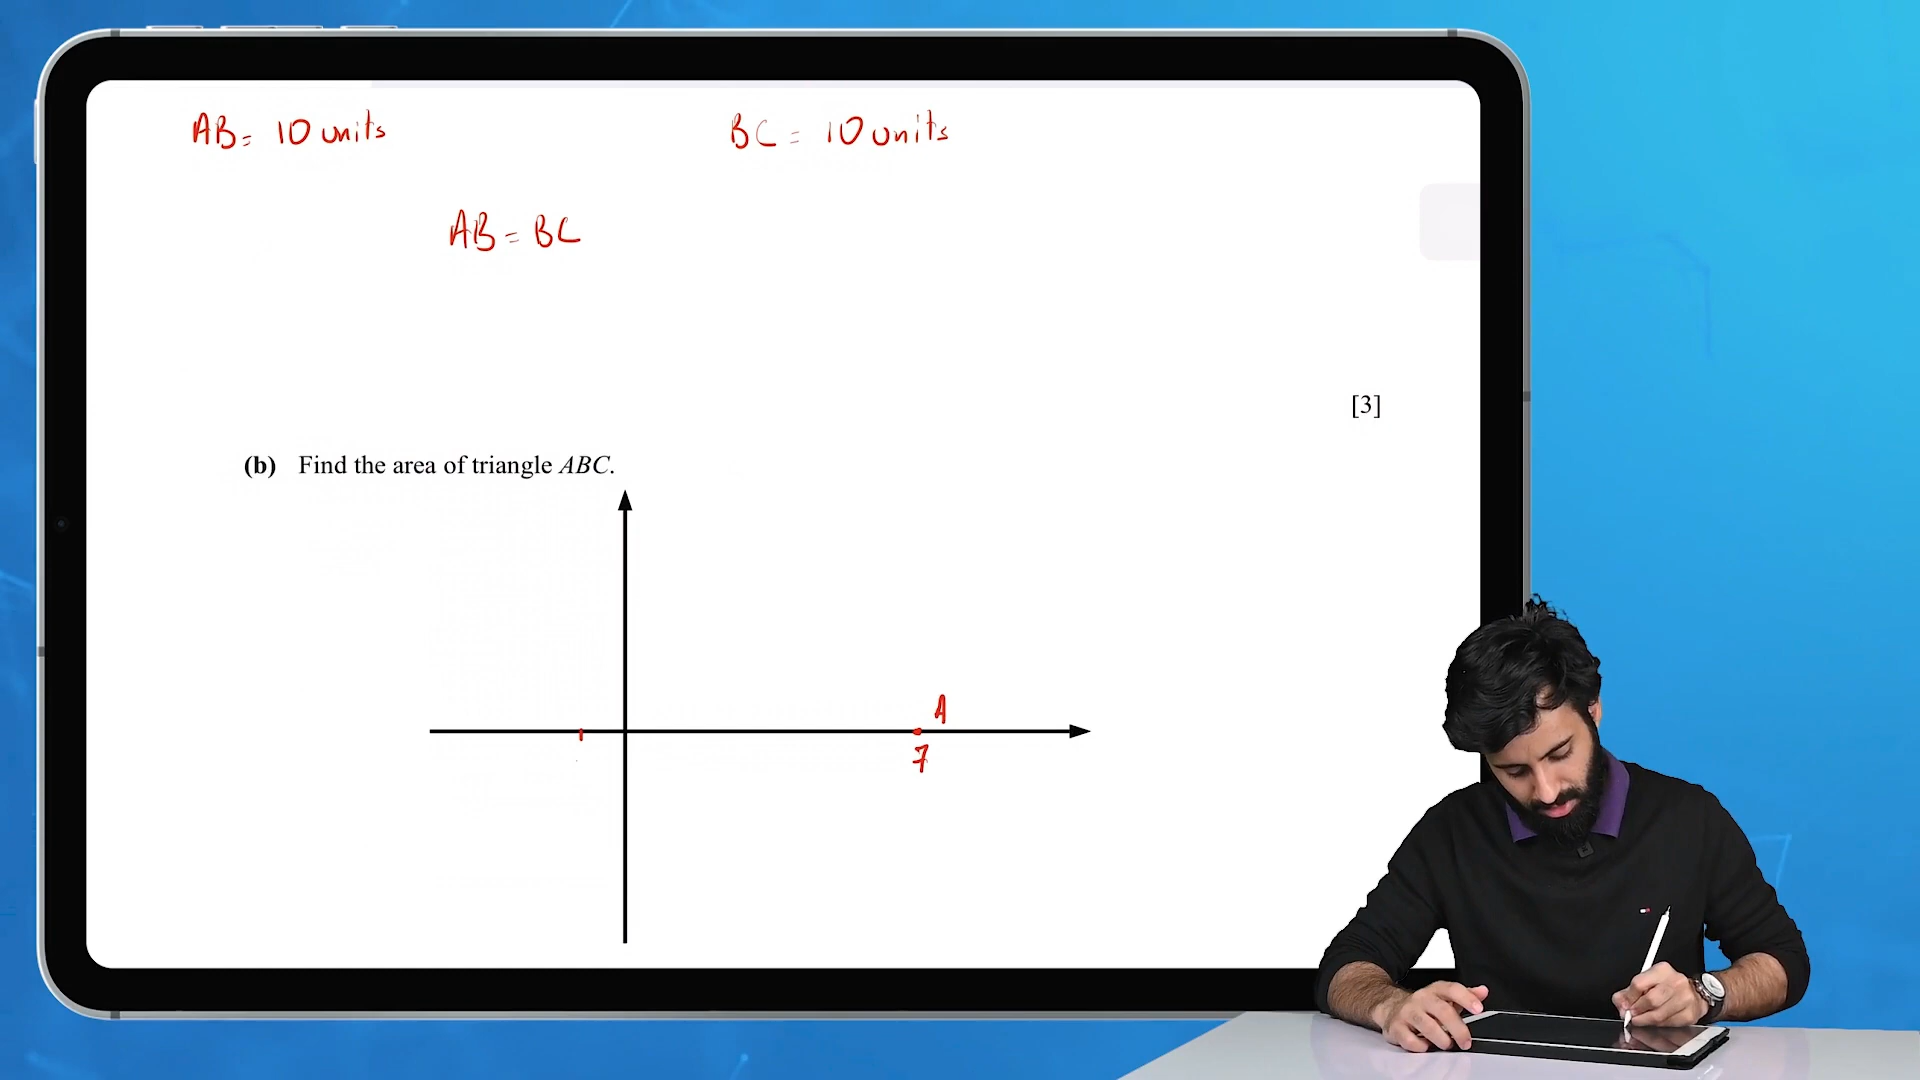 AB = 10 units BC = 10 units
AB = BC
[3]
(b) Find the area of triangle ABC.
A
7